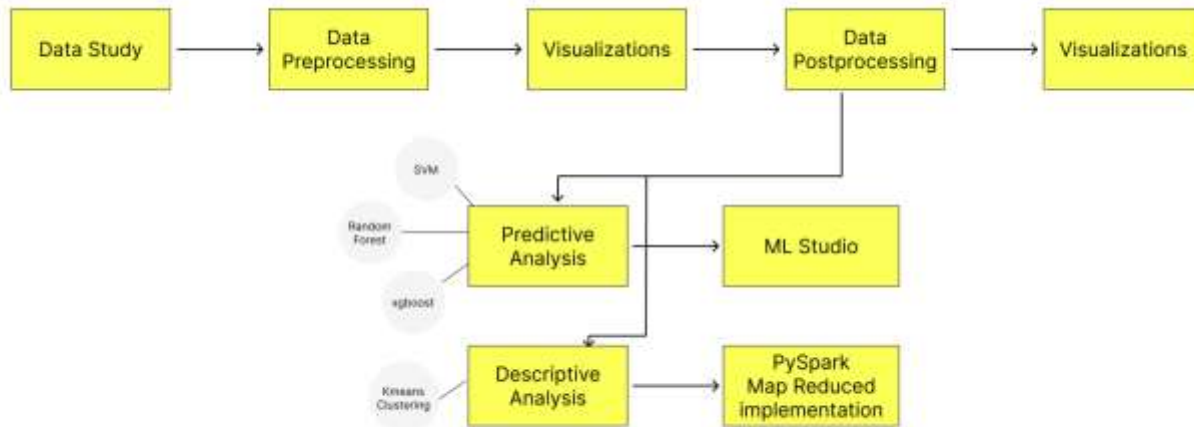 Data Study
Data
Preprocessing
Visualizations
Data
Postprocessing
Visualizations
SVM
Random
Forest
xgboost
Predictive
Analysis
ML Studio
Kmeans
Clustering
Descriptive
Analysis
PySpark
Map Reduced
implementation